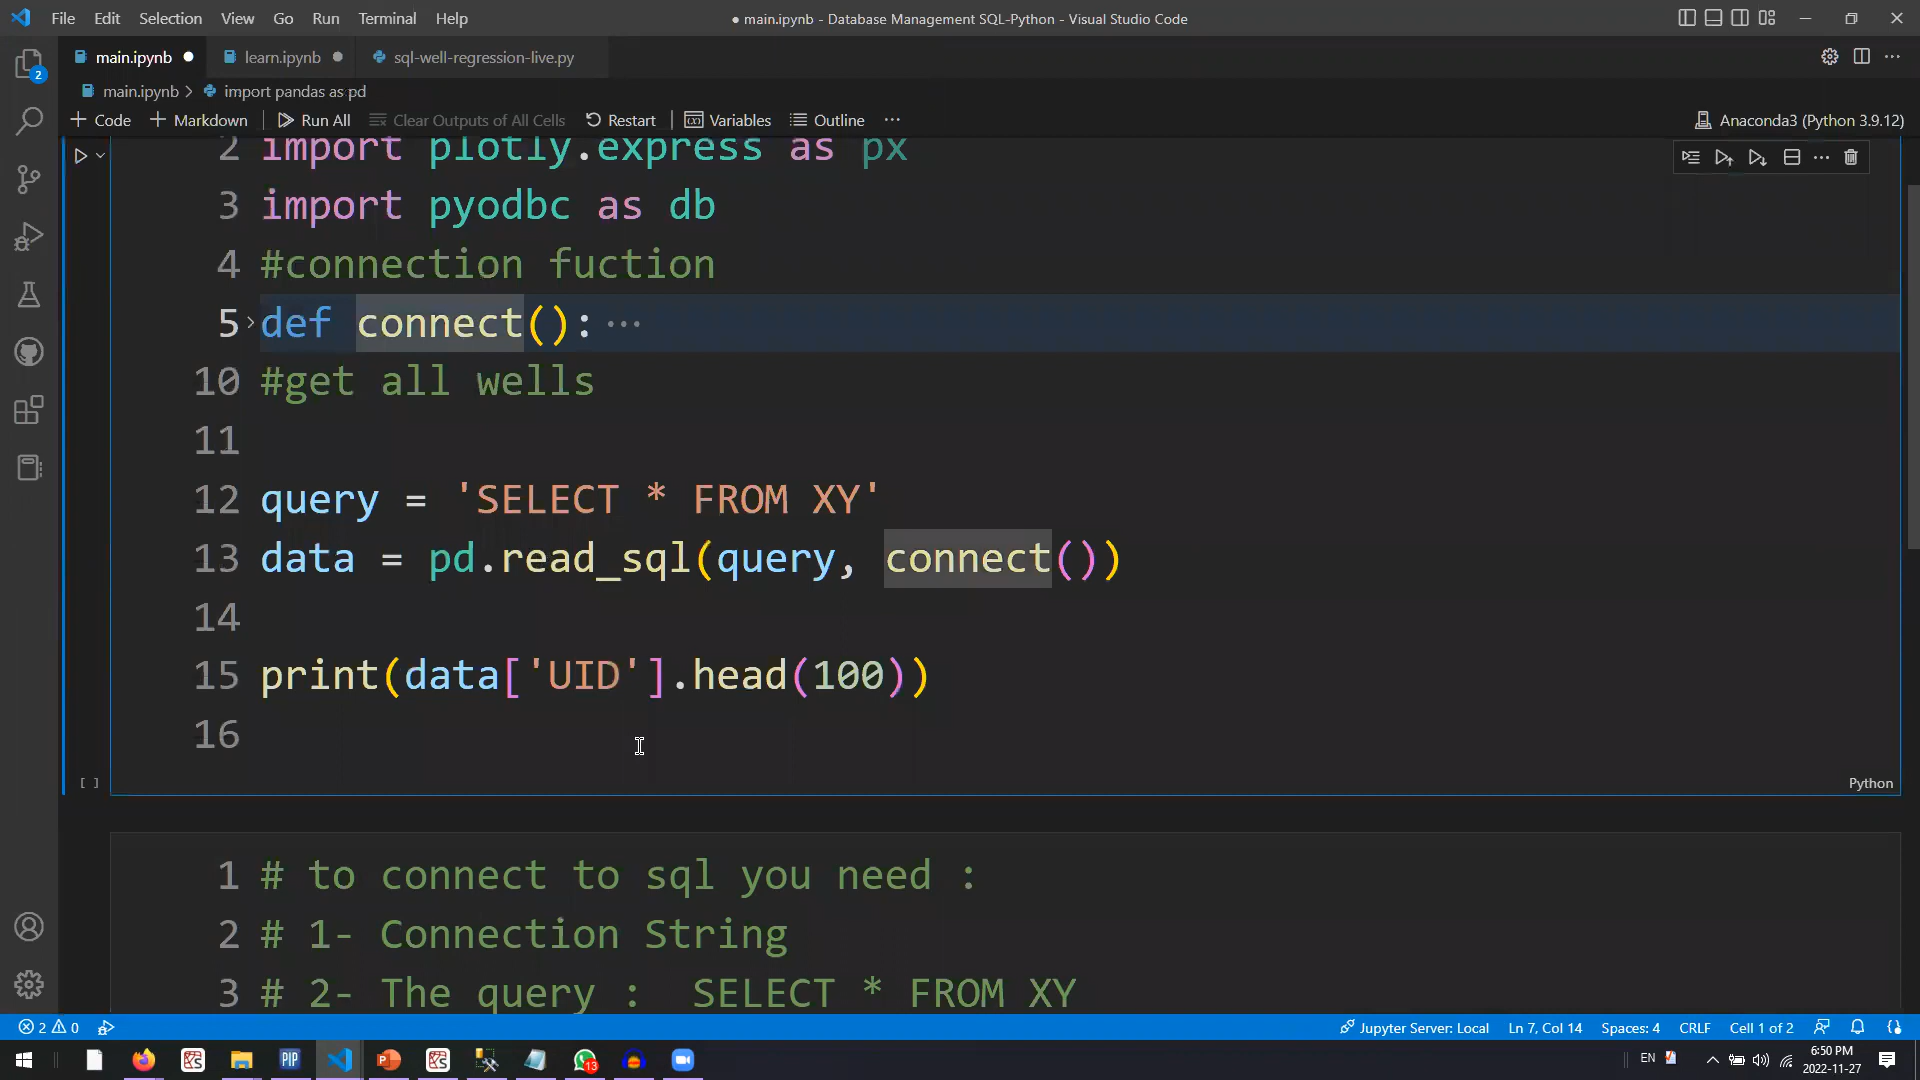 File Edit Selection View Go Run Terminal Help
● main.ipynb - Database Management SQL-Python - Visual Studio Code
main.ipynb learn.ipynb sql-well-regression-live.py
main.ipynb > import pandas as pd
+ Code + Markdown Run All Clear Outputs of All Cells Restart Variables Outline ...
Anaconda3 (Python 3.9.12)
2
2 import plotly.express as px
3 import pyodbc as db
4 #connection fuction
5 def connect(): ...
10 #get all wells
11
12 query = 'SELECT * FROM XY'
13 data = pd.read_sql(query, connect())
14
15 print(data['UID'].head(100))
16
[ ]
Python
1 # to connect to sql you need :
2 # 1- Connection String
3 # 2- The query : SELECT * FROM XY
2 0
Jupyter Server: Local Ln 7, Col 14 Spaces: 4 CRLF Cell 1 of 2
PIP
13
EN
6:50 PM
2022-11-27